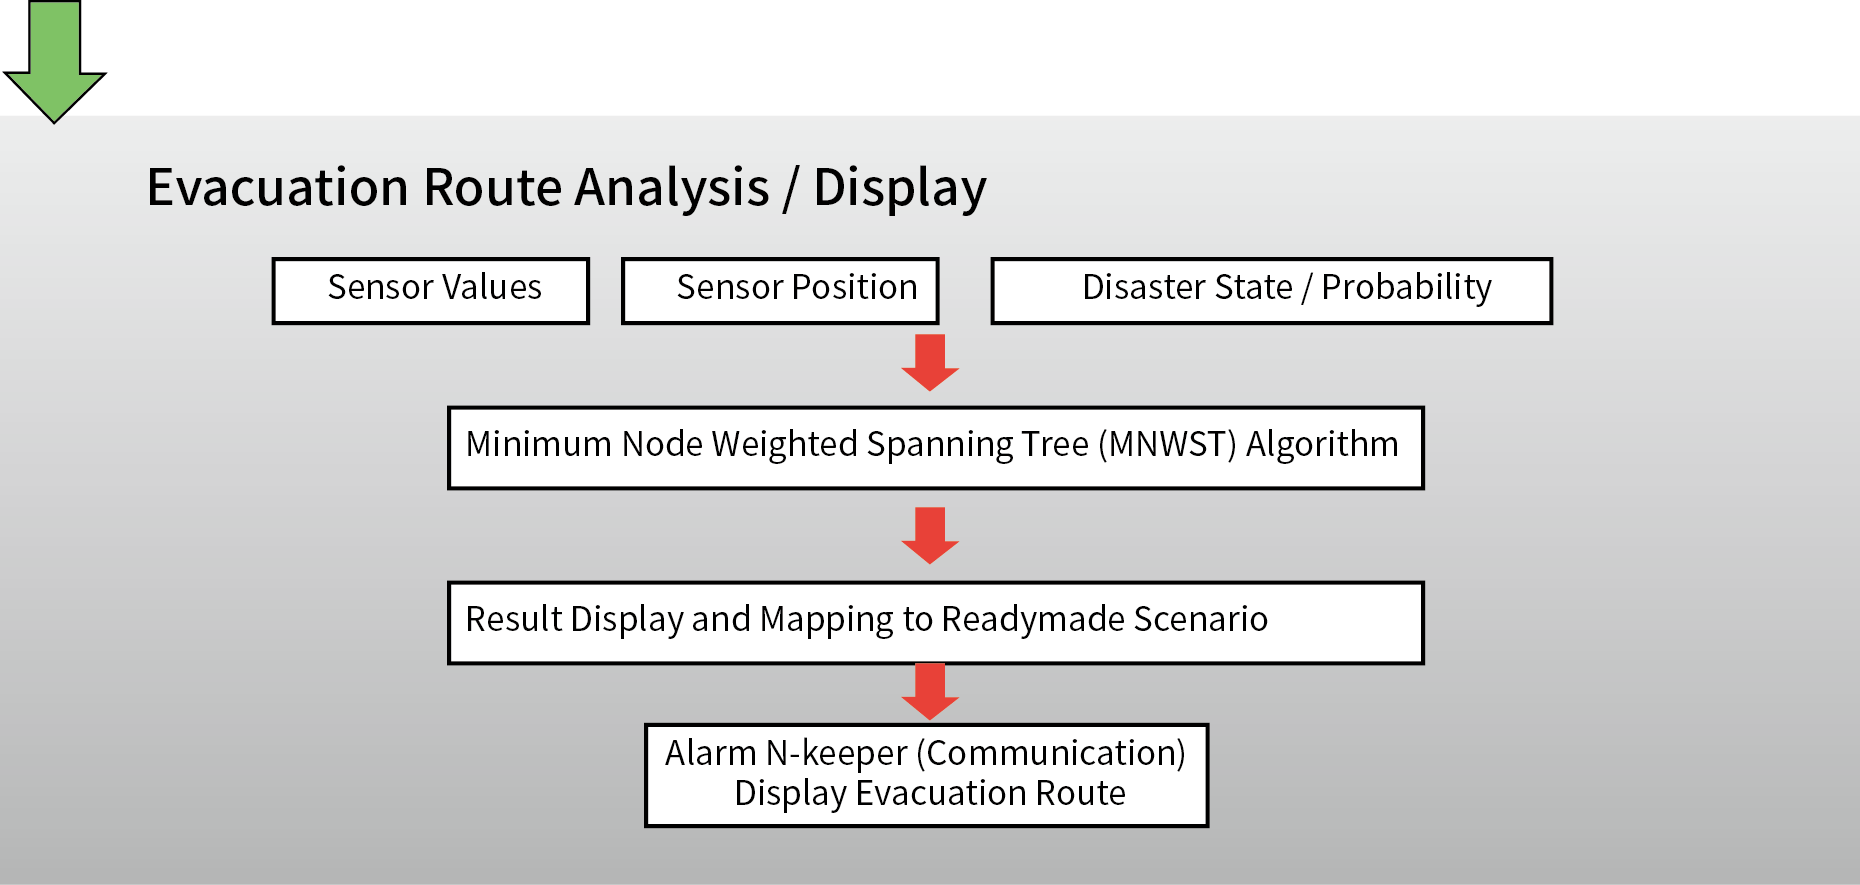 Evacuation Route Analysis / Display
Sensor Values
Sensor Position
Disaster State / Probability
Minimum Node Weighted Spanning Tree (MNWST) Algorithm
Result Display and Mapping to Readymade Scenario
Alarm N-keeper (Communication)
Display Evacuation Route